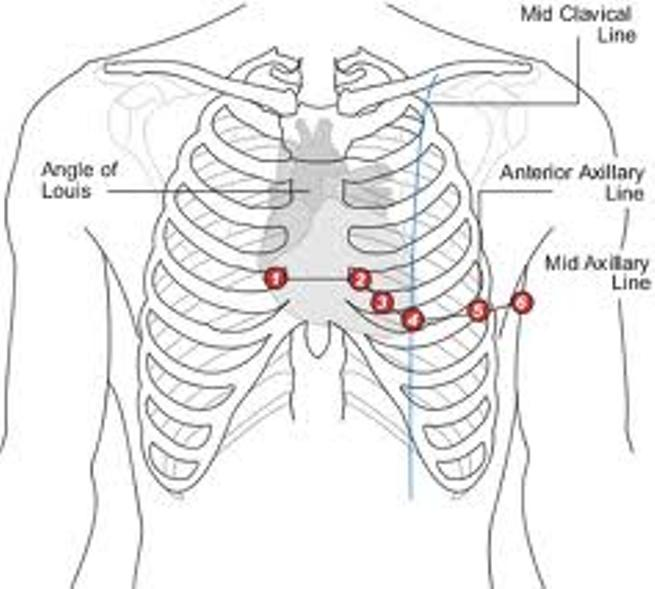 Mid Clavical
Line
Angle of
Louis
Anterior Axillary
Line
Mid Axillary
Line
1
2
3
4
5
6